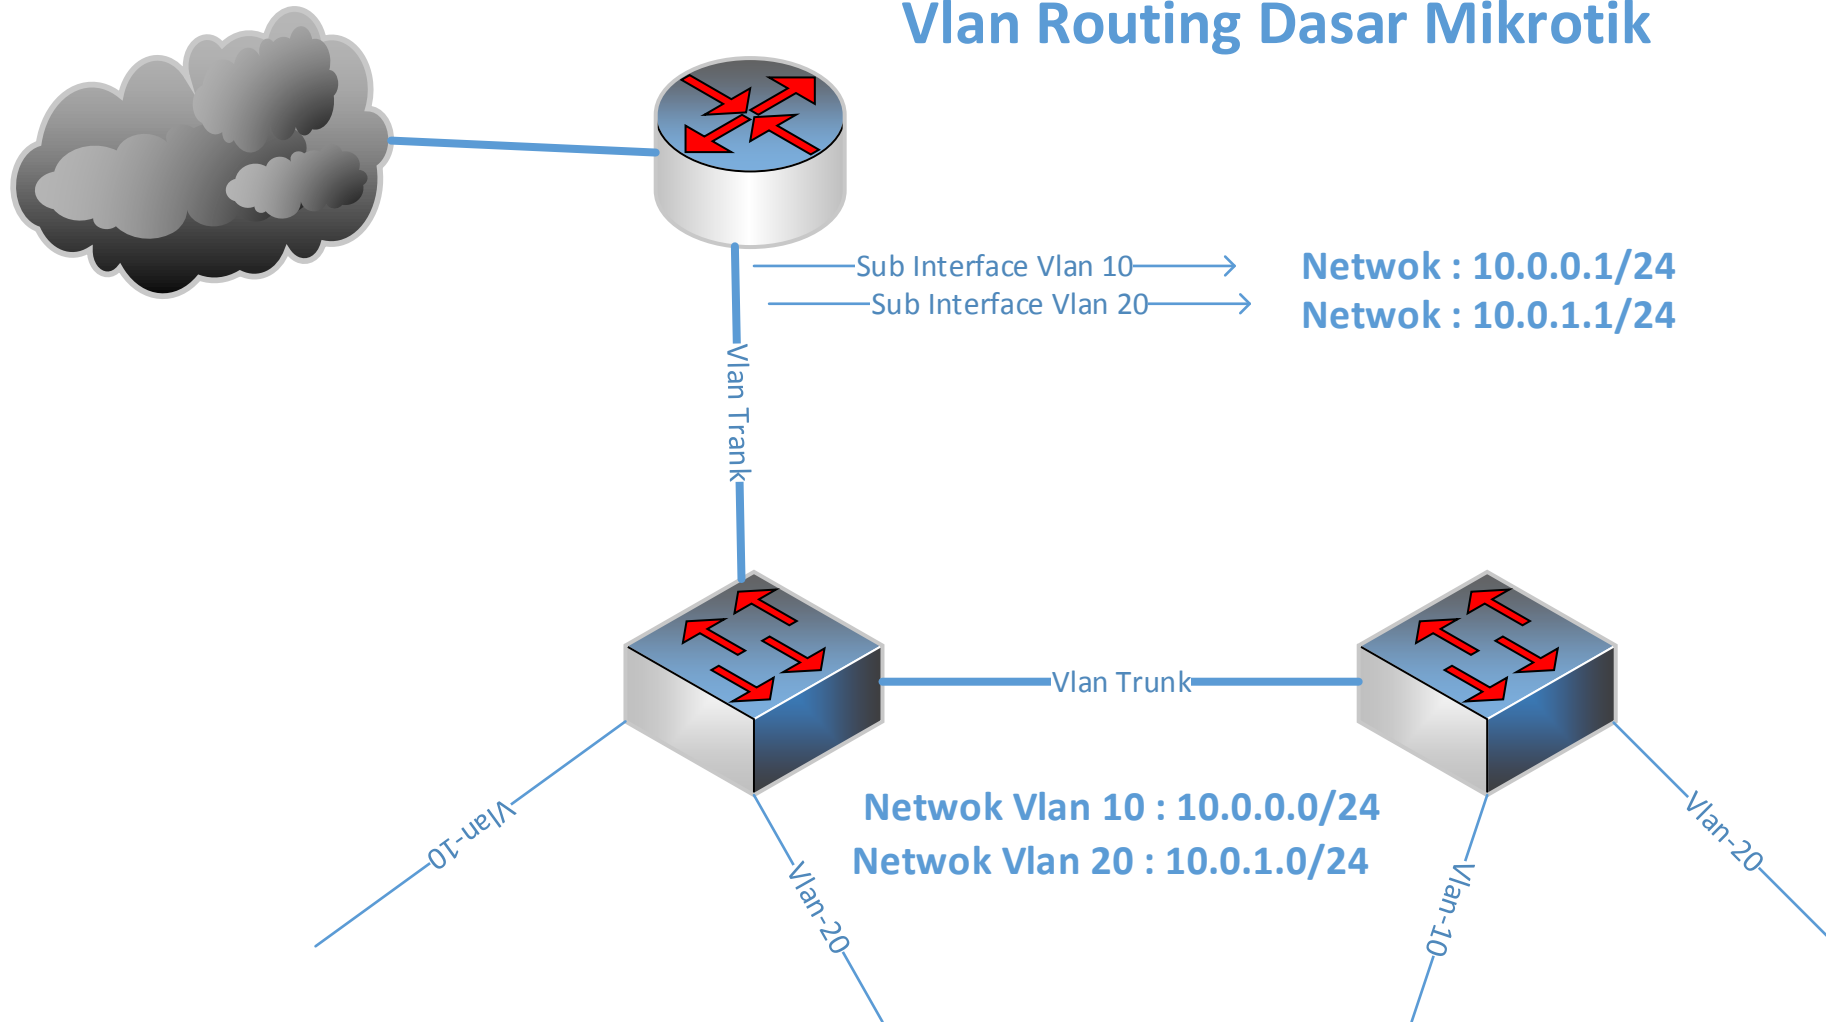 Vlan Routing Dasar Mikrotik
Sub Interface Vlan 10
Netwok : 10.0.0.1/24
Sub Interface Vlan 20
Netwok : 10.0.1.1/24
Vlan Trank
Vlan Trunk
Netwok Vlan 10 : 10.0.0.0/24
Netwok Vlan 20 : 10.0.1.0/24
Vlan-10
Vlan-20
Vlan-10
Vlan-20